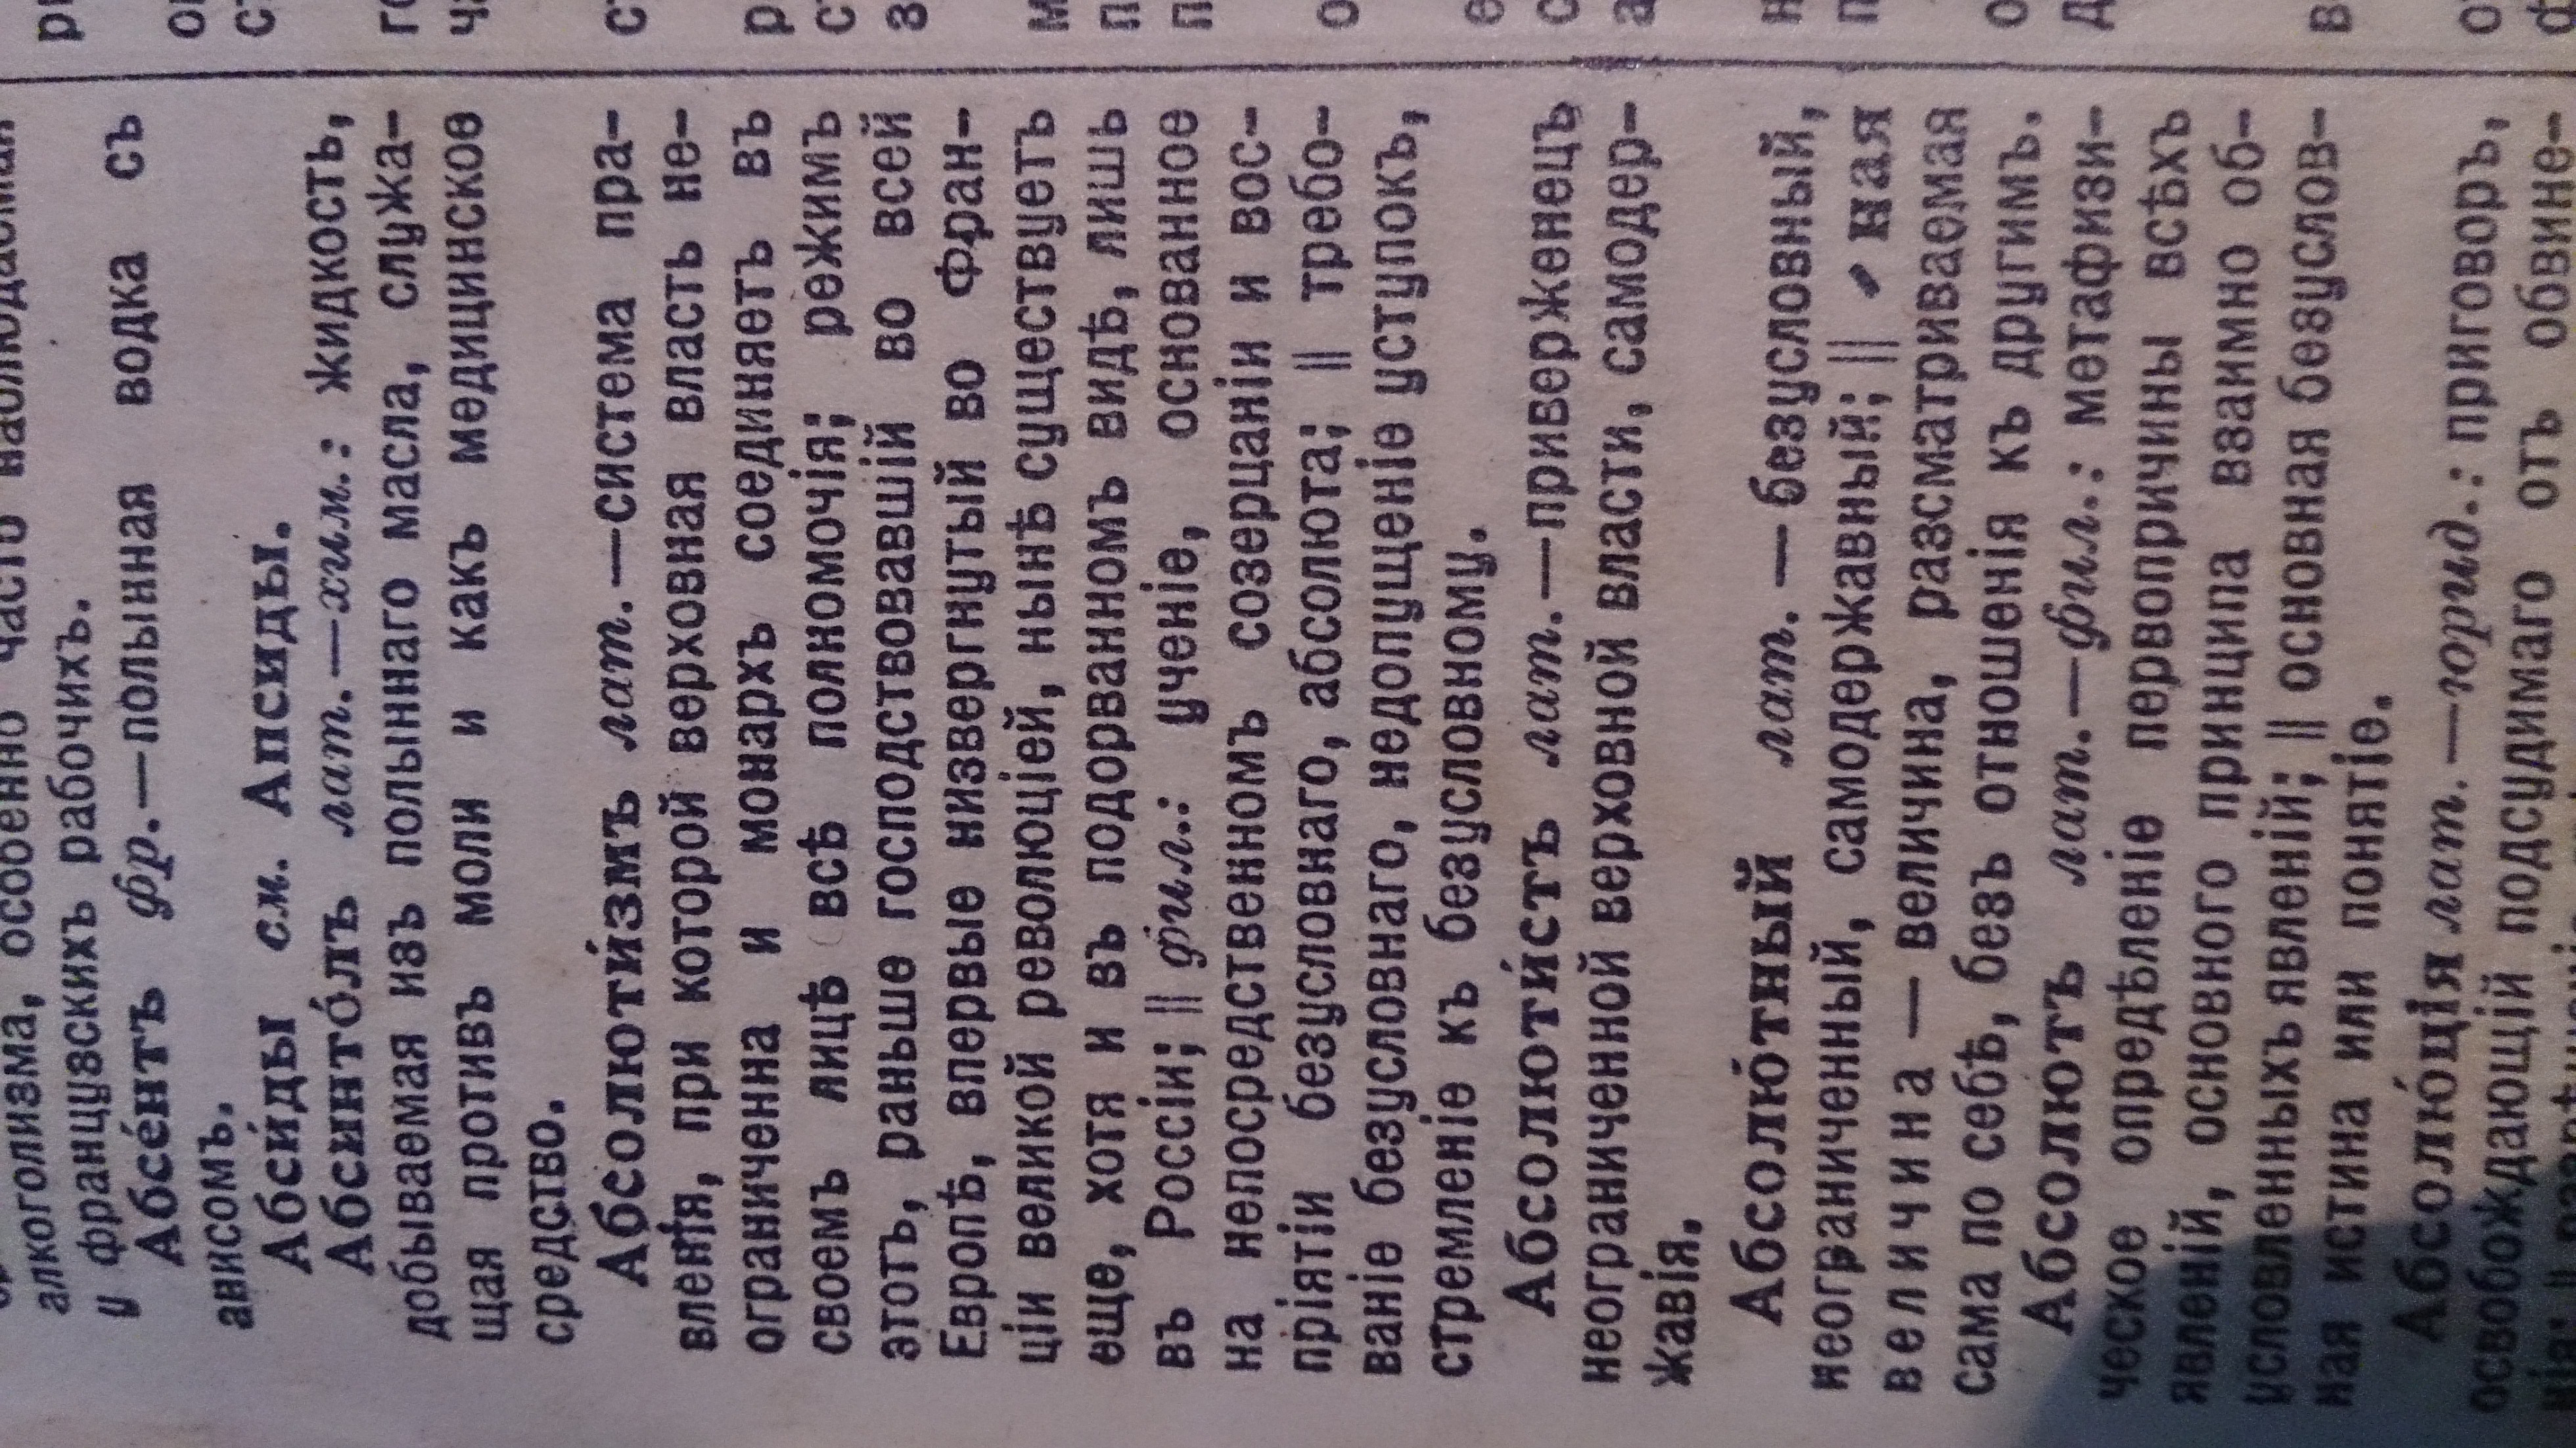 алкоголизма, особенно часто
и французскихъ рабочихъ.
Абсе́нтъ фр.—полынная водка съ
анисомъ.
Абси́ды см. Апсиды.
Абсинто́лъ лат.—хим.: жидкость,
добываемая изъ полыннаго масла, служа-
щая противъ моли и какъ медицинское
средство.
Абсолюти́змъ лат.—система пра-
вленія, при которой верховная власть не-
ограниченна и монархъ соединяетъ въ
своемъ лицѣ всѣ полномочія; режимъ
этотъ, раньше господствовавшій во всей
Европѣ, впервые низвергнутый во Фран-
ціи великой революціей, нынѣ существуетъ
еще, хотя и въ подорванномъ видѣ, лишь
въ Россіи; || фил.: ученіе, основанное
на непосредственномъ созерцаніи и вос-
пріятіи безусловнаго, абсолюта; || требо-
ваніе безусловнаго, недопущеніе уступокъ,
стремленіе къ безусловному.
Абсолюти́стъ лат.—приверженецъ
неограниченной верховной власти, самодер-
жавія.
Абсолю́тный лат.—безусловный,
неограниченный, самодержавный; || ная
величина — величина, разсматриваемая
сама по себѣ, безъ отношенія къ другимъ.
Абсолютъ лат.—фил.: метафизи-
ческое опредѣленіе первопричины всѣхъ
явленій, основного принципа взаимно об-
условленныхъ явленій; || основная безуслов-
ная истина или понятіе.
Абсолю́ція лат.—юрид.: приговоръ,
освобождающій подсудимаго отъ обвине-